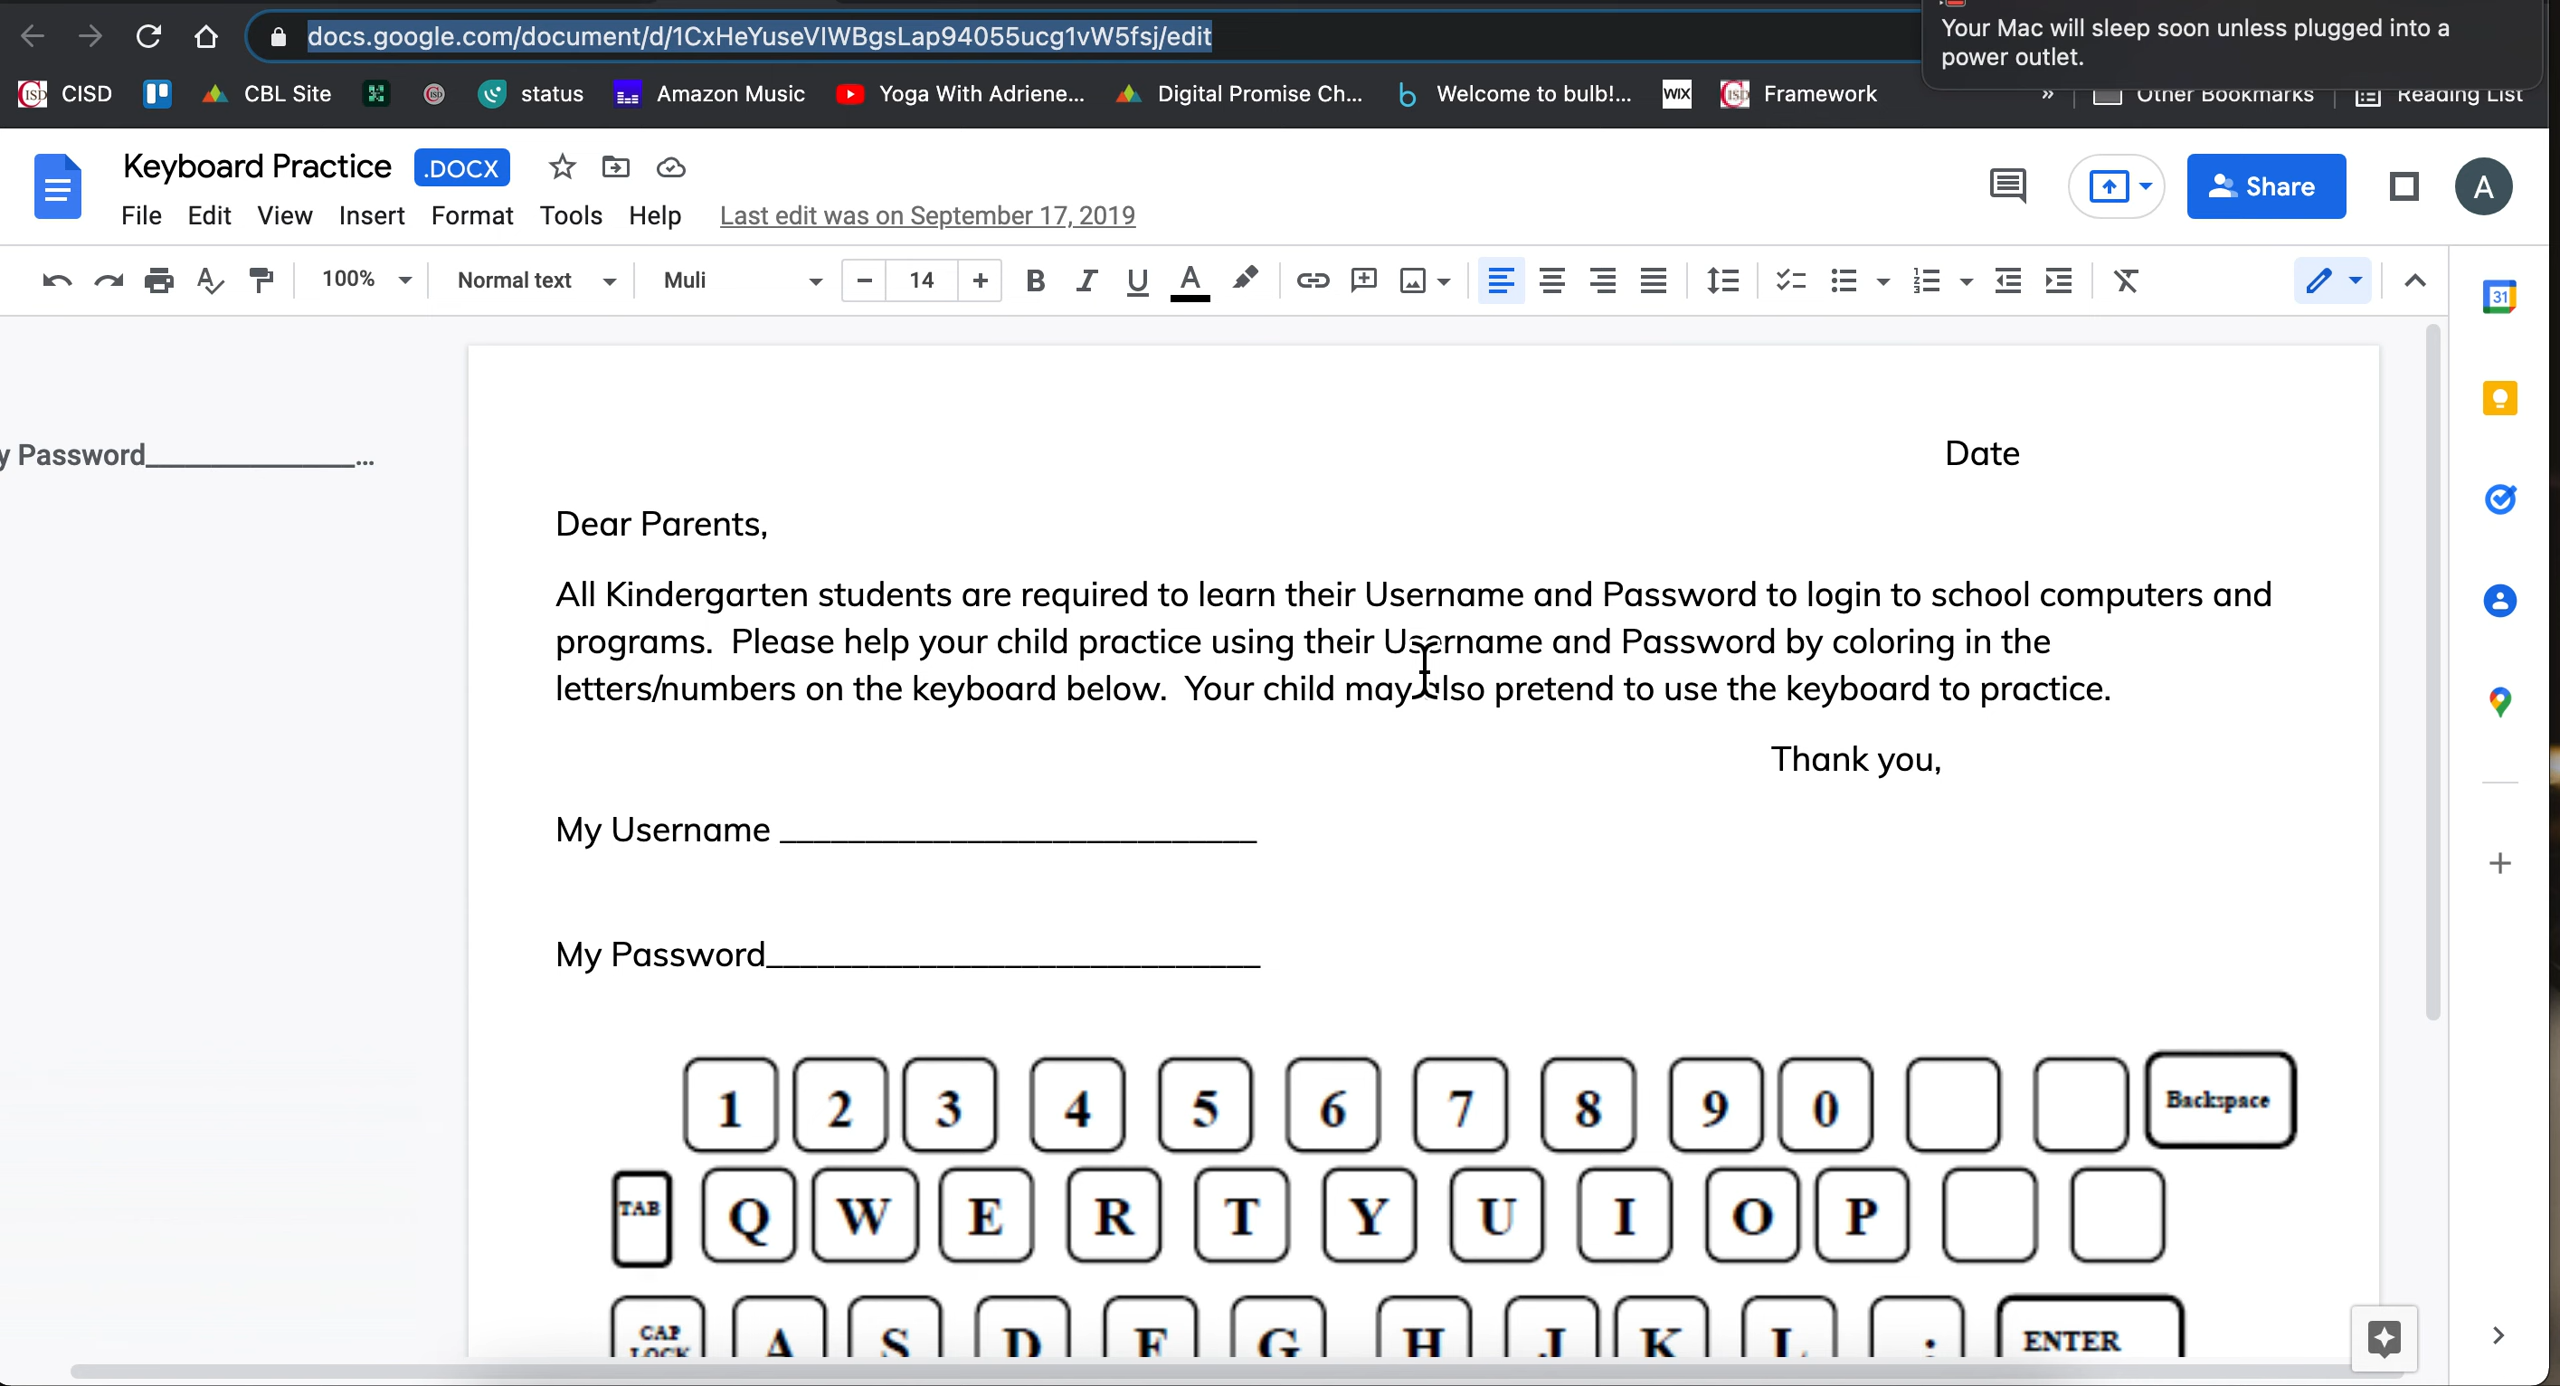 docs.google.com/document/d/1CxHeYuseVIWBgsLap94055ucg1vW5fsj/edit
Your Mac will sleep soon unless plugged into a
power outlet.
CISD CBL Site CISD status Amazon Music Yoga With Adriene... Digital Promise Ch... b Welcome to bulb!... WIX CISD Framework » Other Bookmarks Reading List
Keyboard Practice .DOCX
Share A
File Edit View Insert Format Tools Help Last edit was on September 17, 2019
100% Normal text Muli − 14 + B I U A
31
y Password_______________...
Date
Dear Parents,
All Kindergarten students are required to learn their Username and Password to login to school computers and
programs.  Please help your child practice using their Username and Password by coloring in the
letters/numbers on the keyboard below.  Your child may also pretend to use the keyboard to practice.
Thank you,
My Username ____________________________
My Password_____________________________
1 2 3 4 5 6 7 8 9 0 Backspace
TAB Q W E R T Y U I O P
CAP LOCK A S D F G H J K L : ENTER